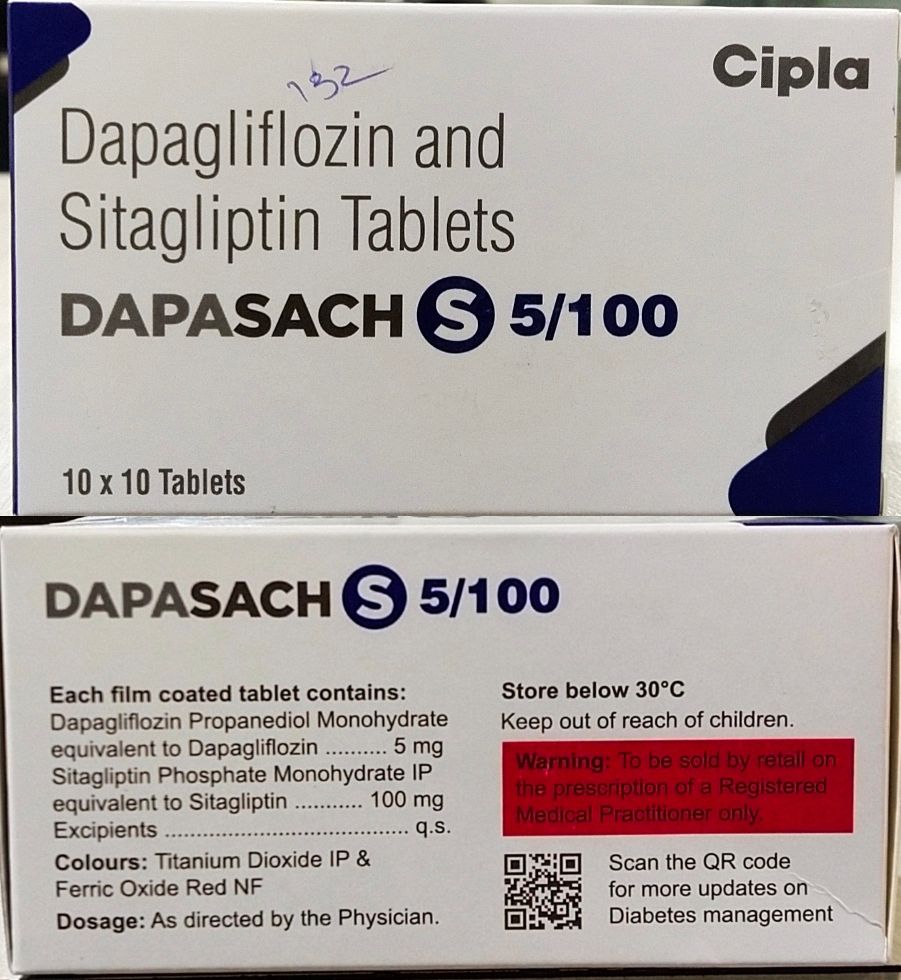 Cipla
132
Dapagliflozin and
Sitagliptin Tablets
DAPASACH S 5/100
10 x 10 Tablets
DAPASACH S 5/100
Each film coated tablet contains:
Dapagliflozin Propanediol Monohydrate
equivalent to Dapagliflozin .......... 5 mg
Sitagliptin Phosphate Monohydrate IP
equivalent to Sitagliptin ........... 100 mg
Excipients ..................................... q.s.
Colours: Titanium Dioxide IP &
Ferric Oxide Red NF
Dosage: As directed by the Physician.
Store below 30°C
Keep out of reach of children.
Warning: To be sold by retail on
the prescription of a Registered
Medical Practitioner only.
Scan the QR code
for more updates on
Diabetes management